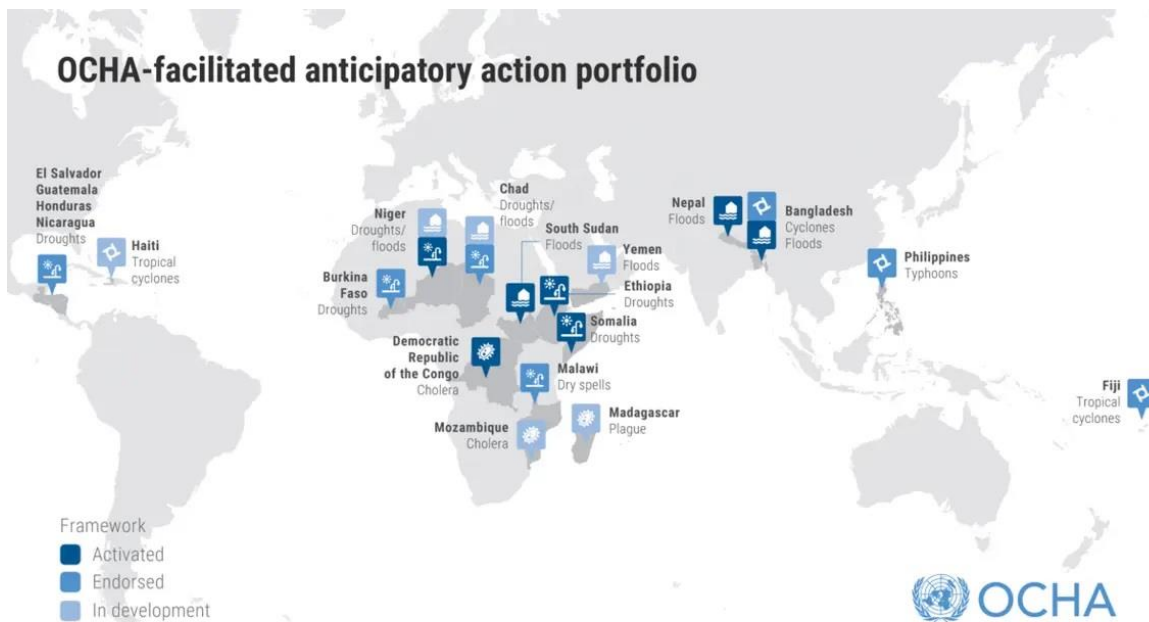 OCHA-facilitated anticipatory action portfolio
El Salvador
Guatemala
Honduras
Nicaragua
Droughts
Haiti
Tropical
cyclones
Niger
Droughts/
floods
Chad
Droughts/
floods
Burkina
Faso
Droughts
South Sudan
Floods
Yemen
Floods
Ethiopia
Droughts
Somalia
Droughts
Democratic
Republic
of the Congo
Cholera
Malawi
Dry spells
Mozambique
Cholera
Madagascar
Plague
Nepal
Floods
Bangladesh
Cyclones
Floods
Philippines
Typhoons
Fiji
Tropical
cyclones
Framework
Activated
Endorsed
In development
OCHA